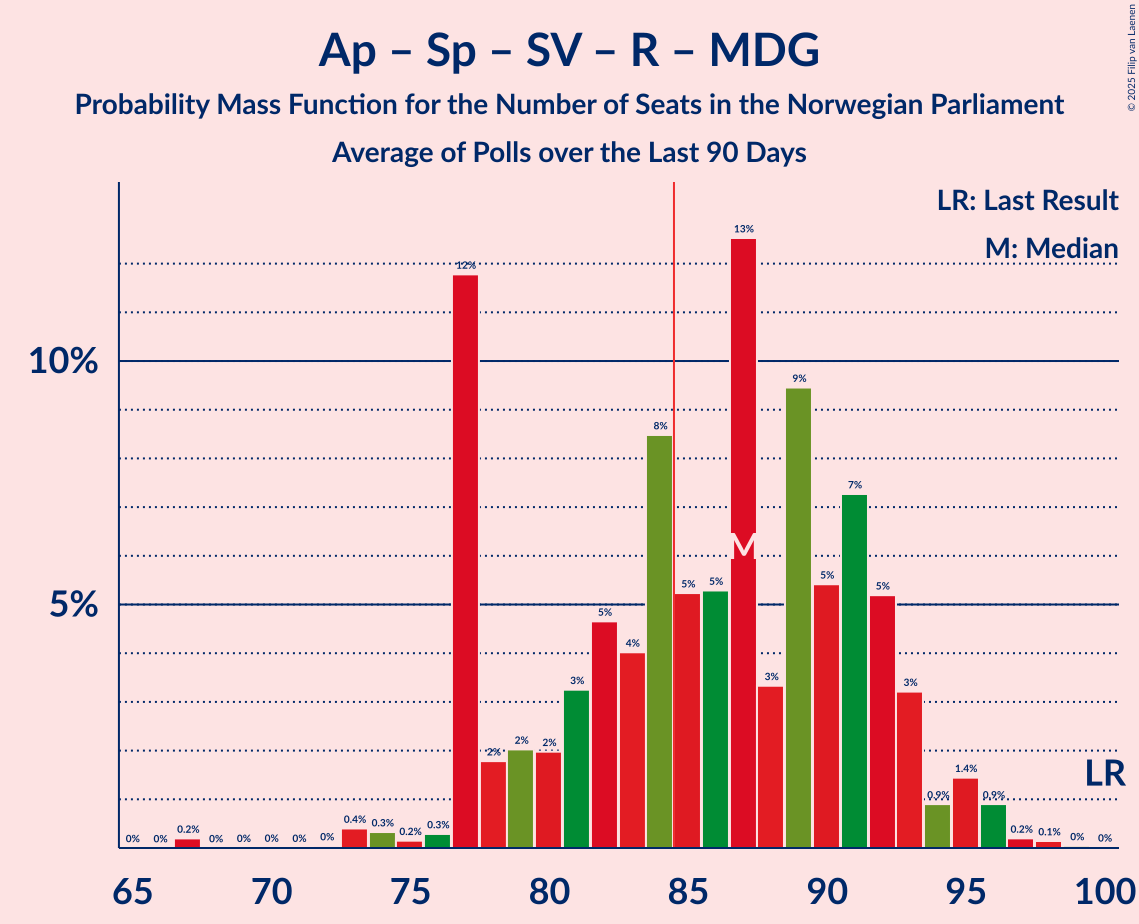 Ap – Sp – SV – R – MDG
Probability Mass Function for the Number of Seats in the Norwegian Parliament
Average of Polls over the Last 90 Days
© 2025 Filip van Laenen
LR: Last Result
M: Median
10%
5%
0% 0% 0.2% 0% 0% 0% 0% 0% 0.4% 0.3% 0.2% 0.3% 12% 2% 2% 2% 3% 5% 4% 8% 5% 5% 13% 3% 9% 5% 7% 5% 3% 0.9% 1.4% 0.9% 0.2% 0.1% 0% 0%
M
LR
65 70 75 80 85 90 95 100